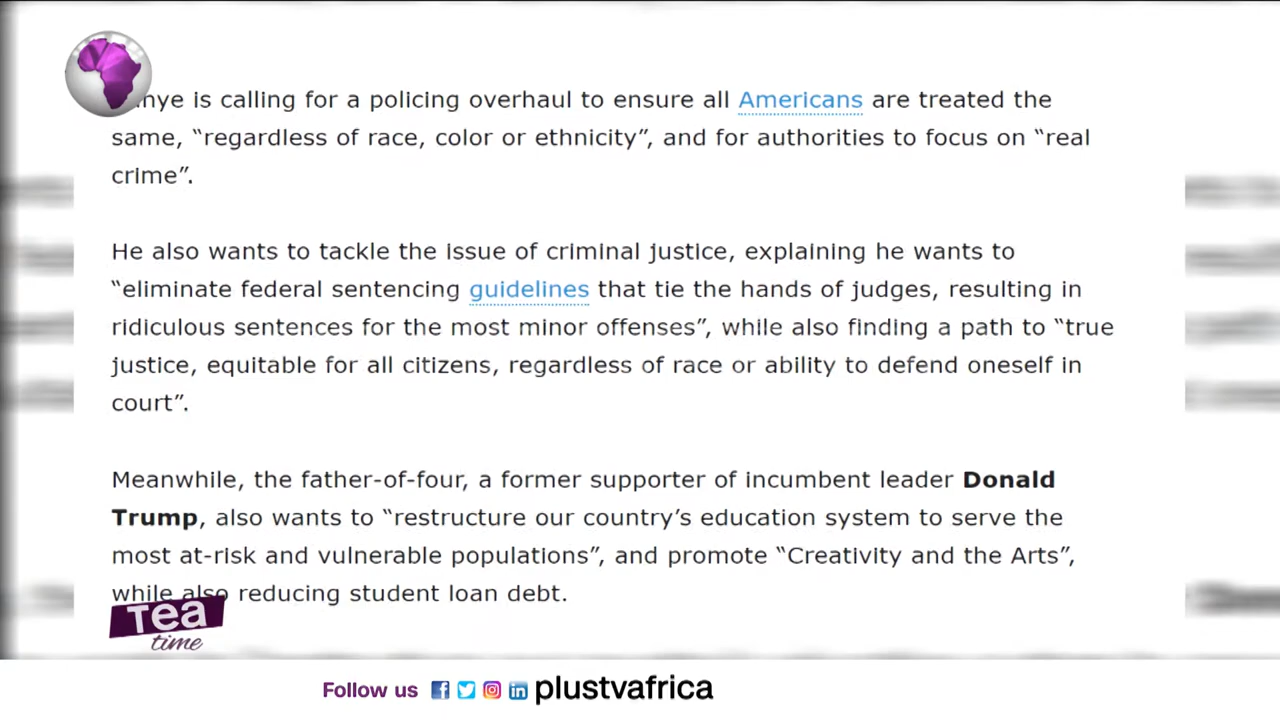 nye is calling for a policing overhaul to ensure all Americans are treated the
same, “regardless of race, color or ethnicity”, and for authorities to focus on “real
crime”.
He also wants to tackle the issue of criminal justice, explaining he wants to
“eliminate federal sentencing guidelines that tie the hands of judges, resulting in
ridiculous sentences for the most minor offenses”, while also finding a path to “true
justice, equitable for all citizens, regardless of race or ability to defend oneself in
court”.
Meanwhile, the father-of-four, a former supporter of incumbent leader Donald
Trump, also wants to “restructure our country’s education system to serve the
most at-risk and vulnerable populations”, and promote “Creativity and the Arts”,
while also reducing student loan debt.
Tea
time
Follow us plustvafrica